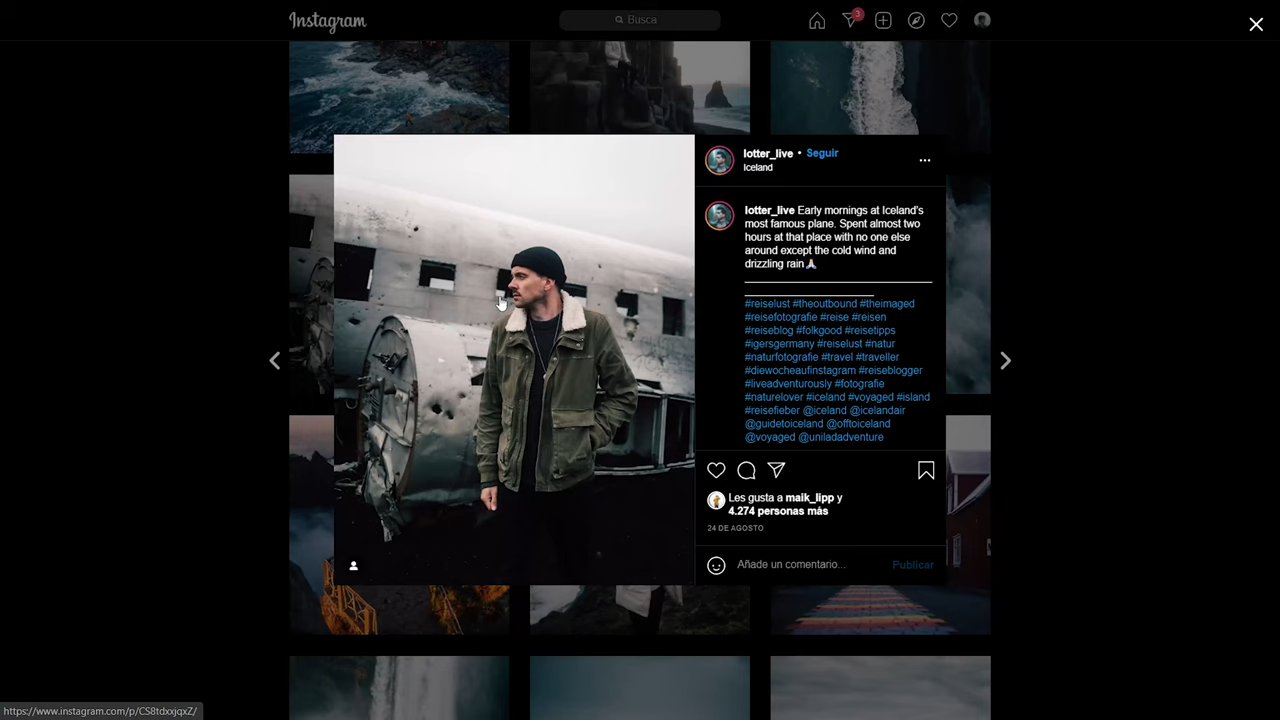 Instagram
Busca
3
lotter_live • Seguir
Iceland
lotter_live Early mornings at Iceland's
most famous plane. Spent almost two
hours at that place with no one else
around except the cold wind and
drizzling rain🙏🏼
#reiselust #theoutbound #theimaged
#reisefotografie #reise #reisen
#reiseblog #folkgood #reisetipps
#igersgermany #reiselust #natur
#naturfotografie #travel #traveller
#diewocheaufinstagram #reiseblogger
#liveadventurously #fotografie
#naturelover #iceland #voyaged #island
#reisefieber @iceland @icelandair
@guidetoiceland @offtoiceland
@voyaged @uniladadventure
Les gusta a maik_lipp y
4.274 personas más
24 DE AGOSTO
Añade un comentario... Publicar
https://www.instagram.com/p/CS8tdxxjqxZ/